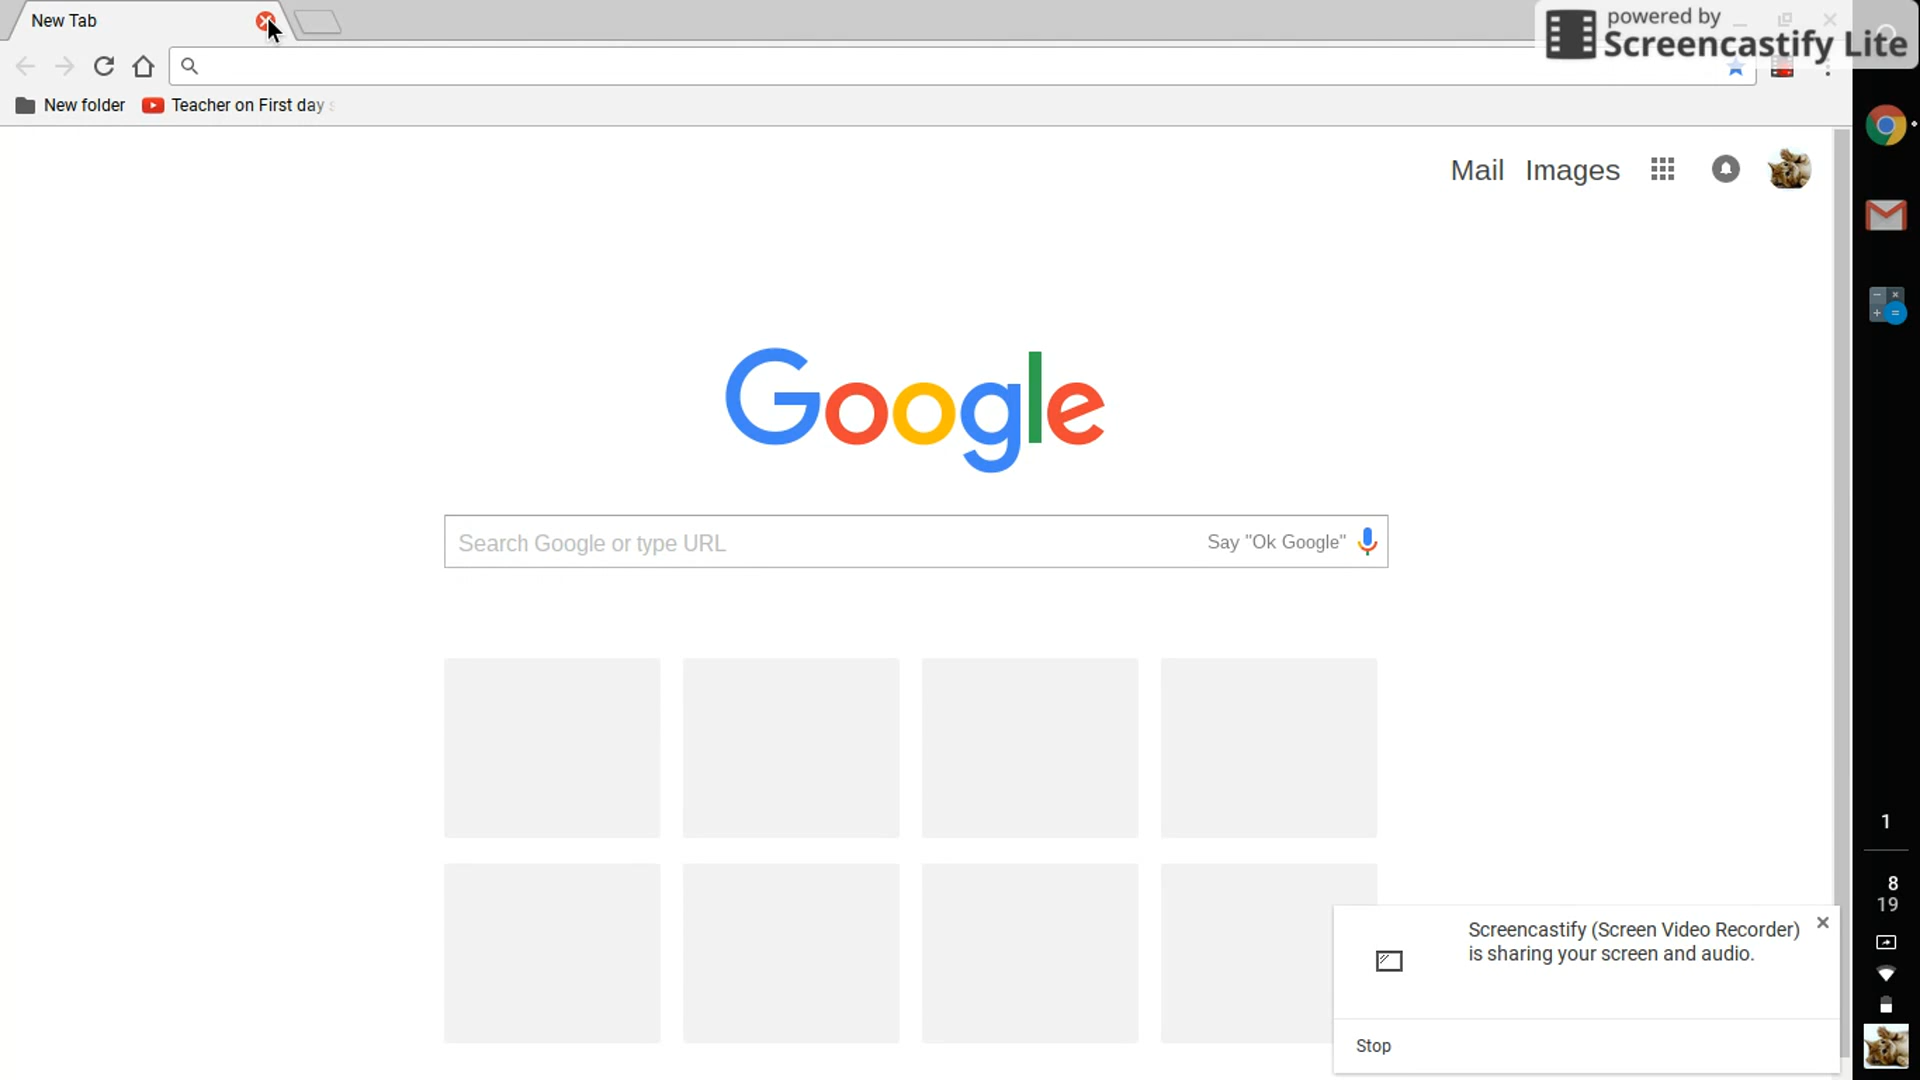 New Tab
powered by
Screencastify Lite
New folder
Teacher on First day
Mail
Images
Google
Search Google or type URL
Say "Ok Google"
1
8
19
Screencastify (Screen Video Recorder)
is sharing your screen and audio.
Stop